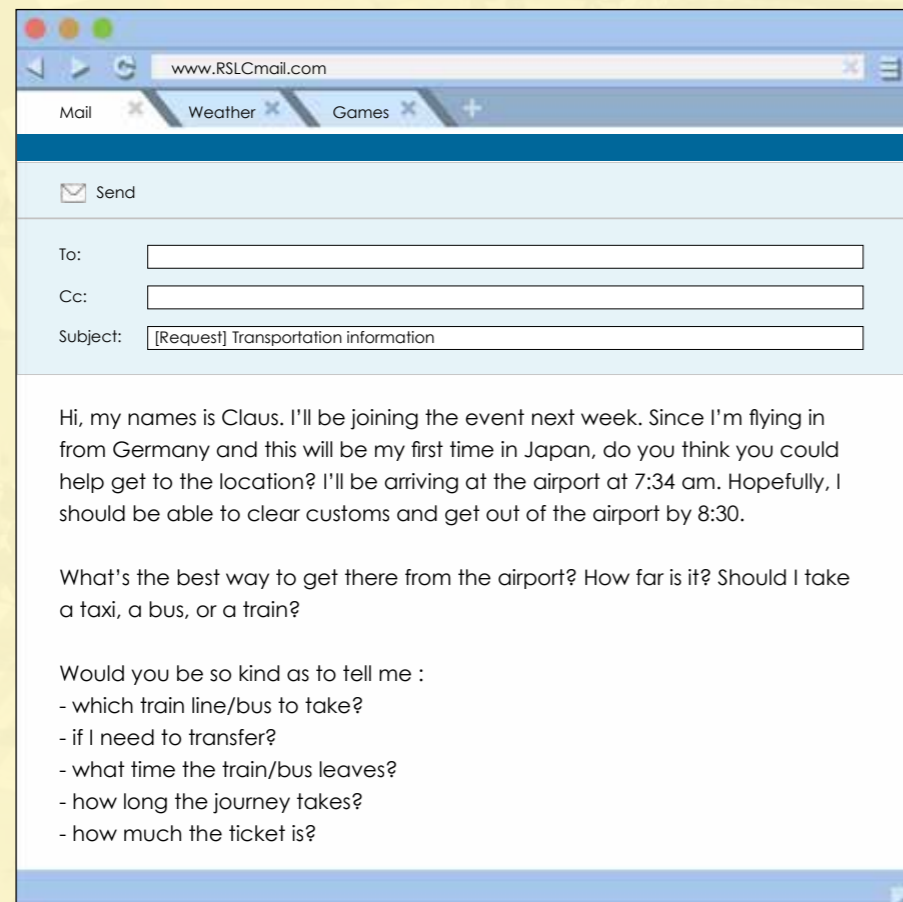 www.RSLCmail.com
Mail Weather Games
Send
To:
Cc:
Subject: [Request] Transportation information
Hi, my names is Claus. I'll be joining the event next week. Since I'm flying in
from Germany and this will be my first time in Japan, do you think you could
help get to the location? I'll be arriving at the airport at 7:34 am. Hopefully, I
should be able to clear customs and get out of the airport by 8:30.
What's the best way to get there from the airport? How far is it? Should I take
a taxi, a bus, or a train?
Would you be so kind as to tell me :
- which train line/bus to take?
- if I need to transfer?
- what time the train/bus leaves?
- how long the journey takes?
- how much the ticket is?